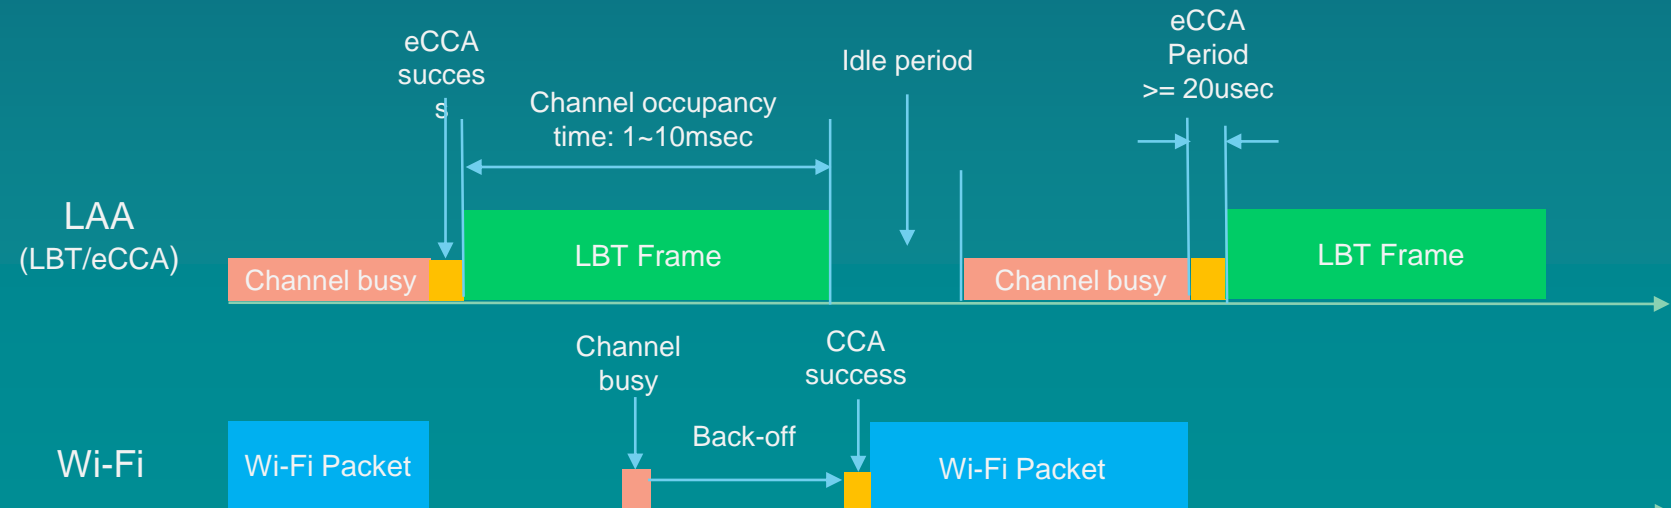 eCCA
succes
s
Channel occupancy
time: 1~10msec
Idle period
eCCA
Period
>= 20usec
LAA
(LBT/eCCA)
Channel busy
LBT Frame
Channel busy
LBT Frame
Channel
busy
CCA
success
Back-off
Wi-Fi
Wi-Fi Packet
Wi-Fi Packet